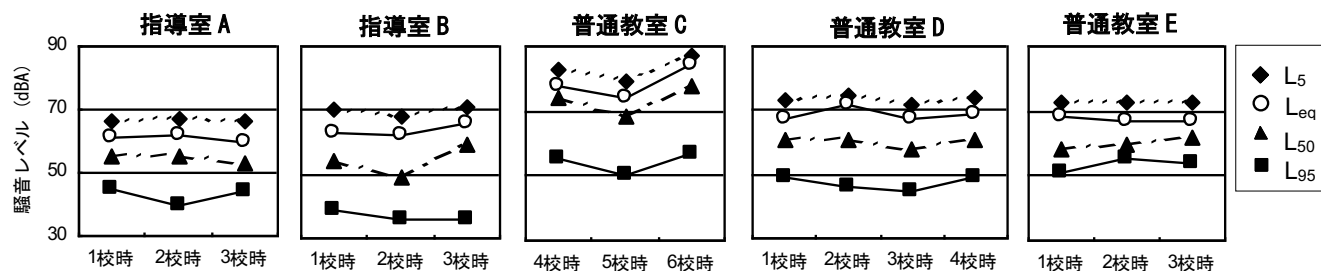 指導室 A
指導室 B
普通教室 C
普通教室 D
普通教室 E
騒音レベル (dBA)
90
70
50
30
1校時 2校時 3校時
1校時 2校時 3校時
4校時 5校時 6校時
1校時 2校時 3校時 4校時
1校時 2校時 3校時
L5
Leq
L50
L95